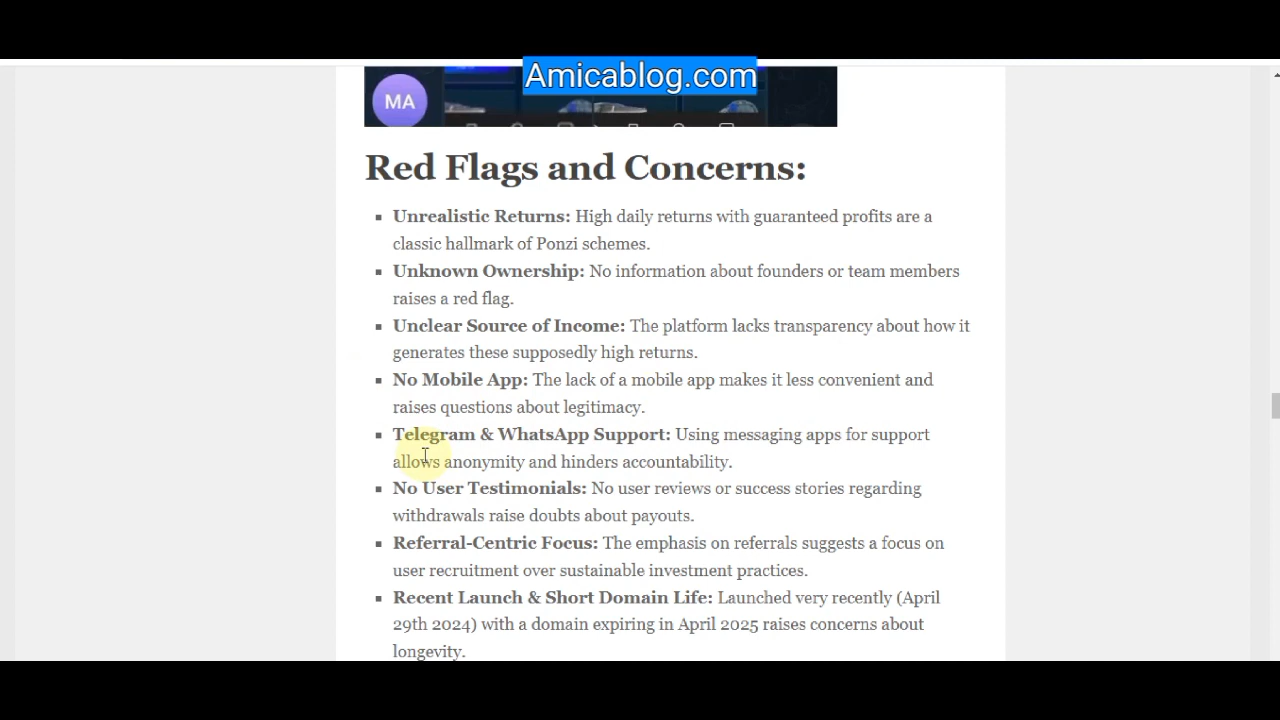 Amicablog.com
MA
Red Flags and Concerns:
Unrealistic Returns: High daily returns with guaranteed profits are a
classic hallmark of Ponzi schemes.
Unknown Ownership: No information about founders or team members
raises a red flag.
Unclear Source of Income: The platform lacks transparency about how it
generates these supposedly high returns.
No Mobile App: The lack of a mobile app makes it less convenient and
raises questions about legitimacy.
Telegram & WhatsApp Support: Using messaging apps for support
allows anonymity and hinders accountability.
No User Testimonials: No user reviews or success stories regarding
withdrawals raise doubts about payouts.
Referral-Centric Focus: The emphasis on referrals suggests a focus on
user recruitment over sustainable investment practices.
Recent Launch & Short Domain Life: Launched very recently (April
29th 2024) with a domain expiring in April 2025 raises concerns about
longevity.